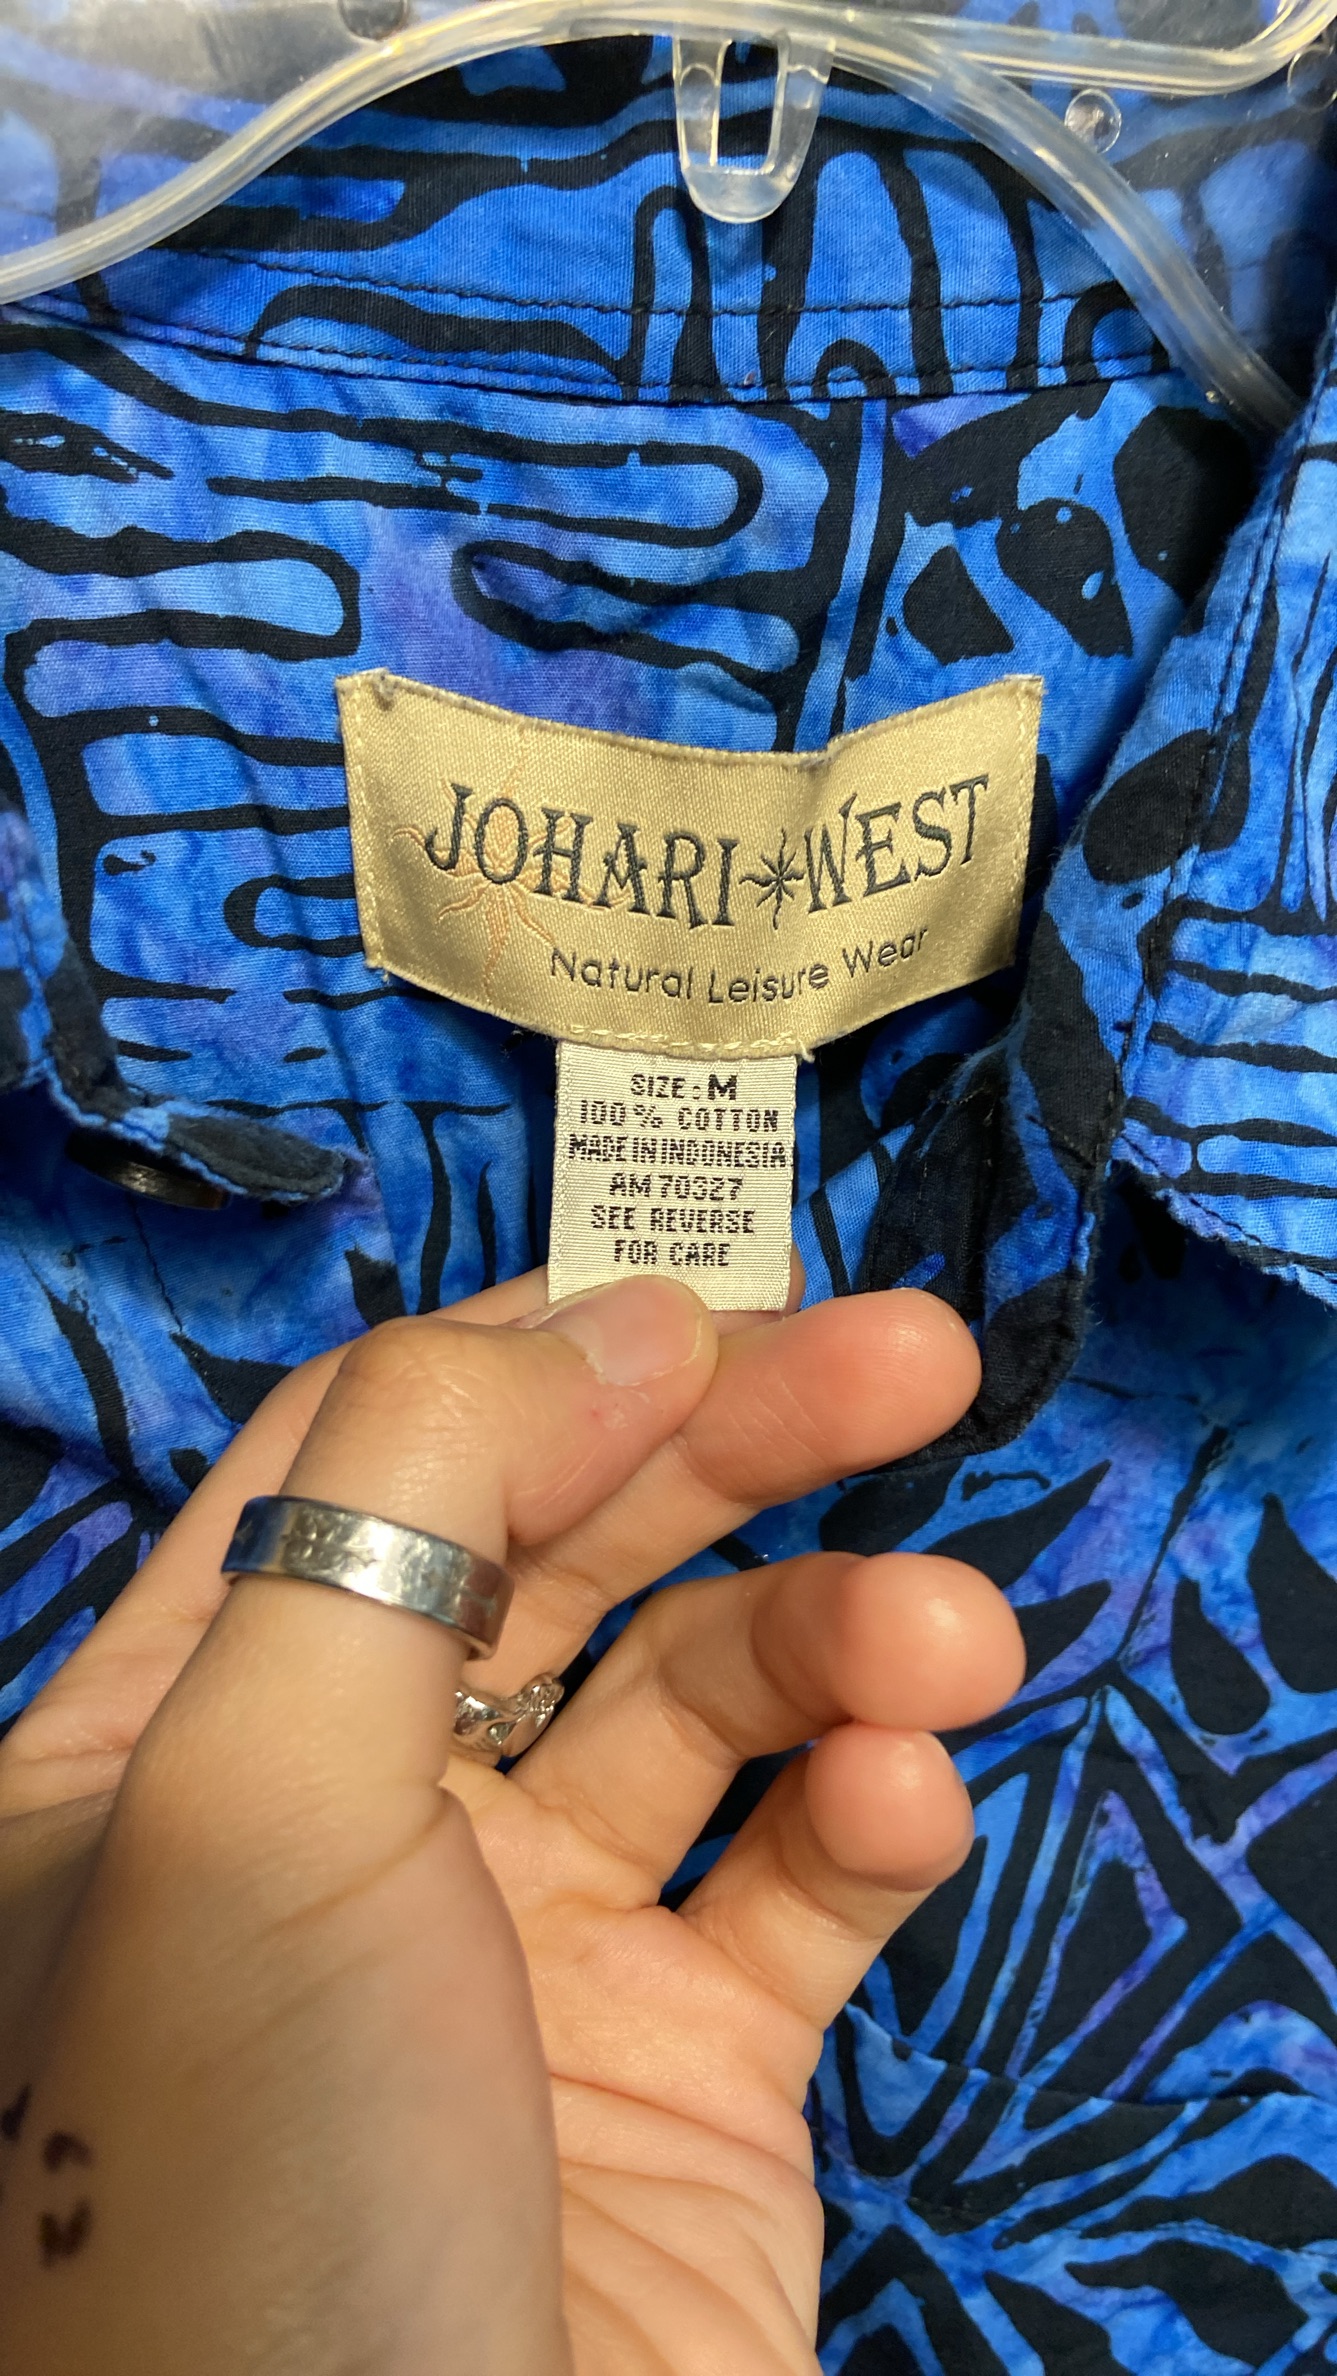 JOHARI WEST
Natural Leisure Wear
SIZE: M
100% COTTON
MADE IN INDONESIA
AM 70327
SEE REVERSE
FOR CARE